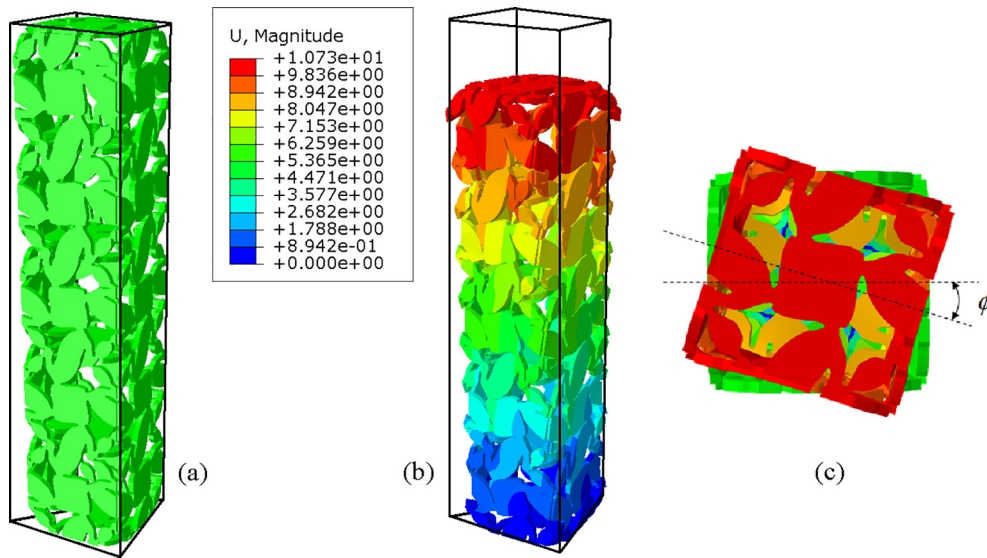 U, Magnitude
+1.073e+01
+9.836e+00
+8.942e+00
+8.047e+00
+7.153e+00
+6.259e+00
+5.365e+00
+4.471e+00
+3.577e+00
+2.682e+00
+1.788e+00
+8.942e-01
+0.000e+00
ϕ
(a)
(b)
(c)